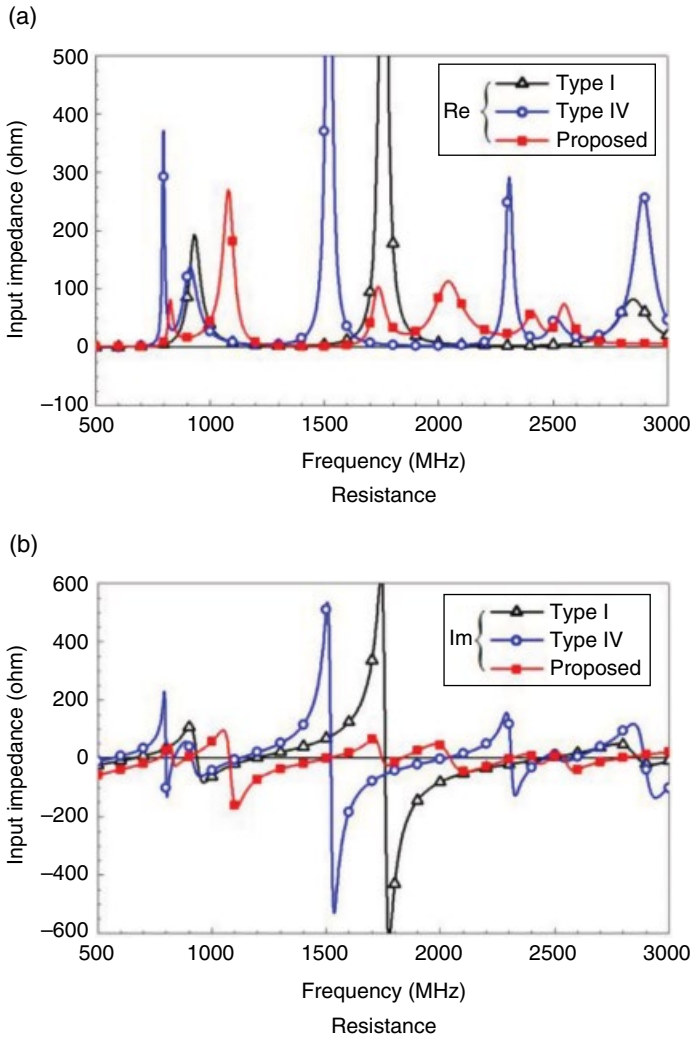 (a)
500
400
300
200
100
0
–100
Input impedance (ohm)
Re
Type I
Type IV
Proposed
500 1000 1500 2000 2500 3000
Frequency (MHz)
Resistance
(b)
600
400
200
0
–200
–400
–600
Input impedance (ohm)
Im
Type I
Type IV
Proposed
500 1000 1500 2000 2500 3000
Frequency (MHz)
Resistance